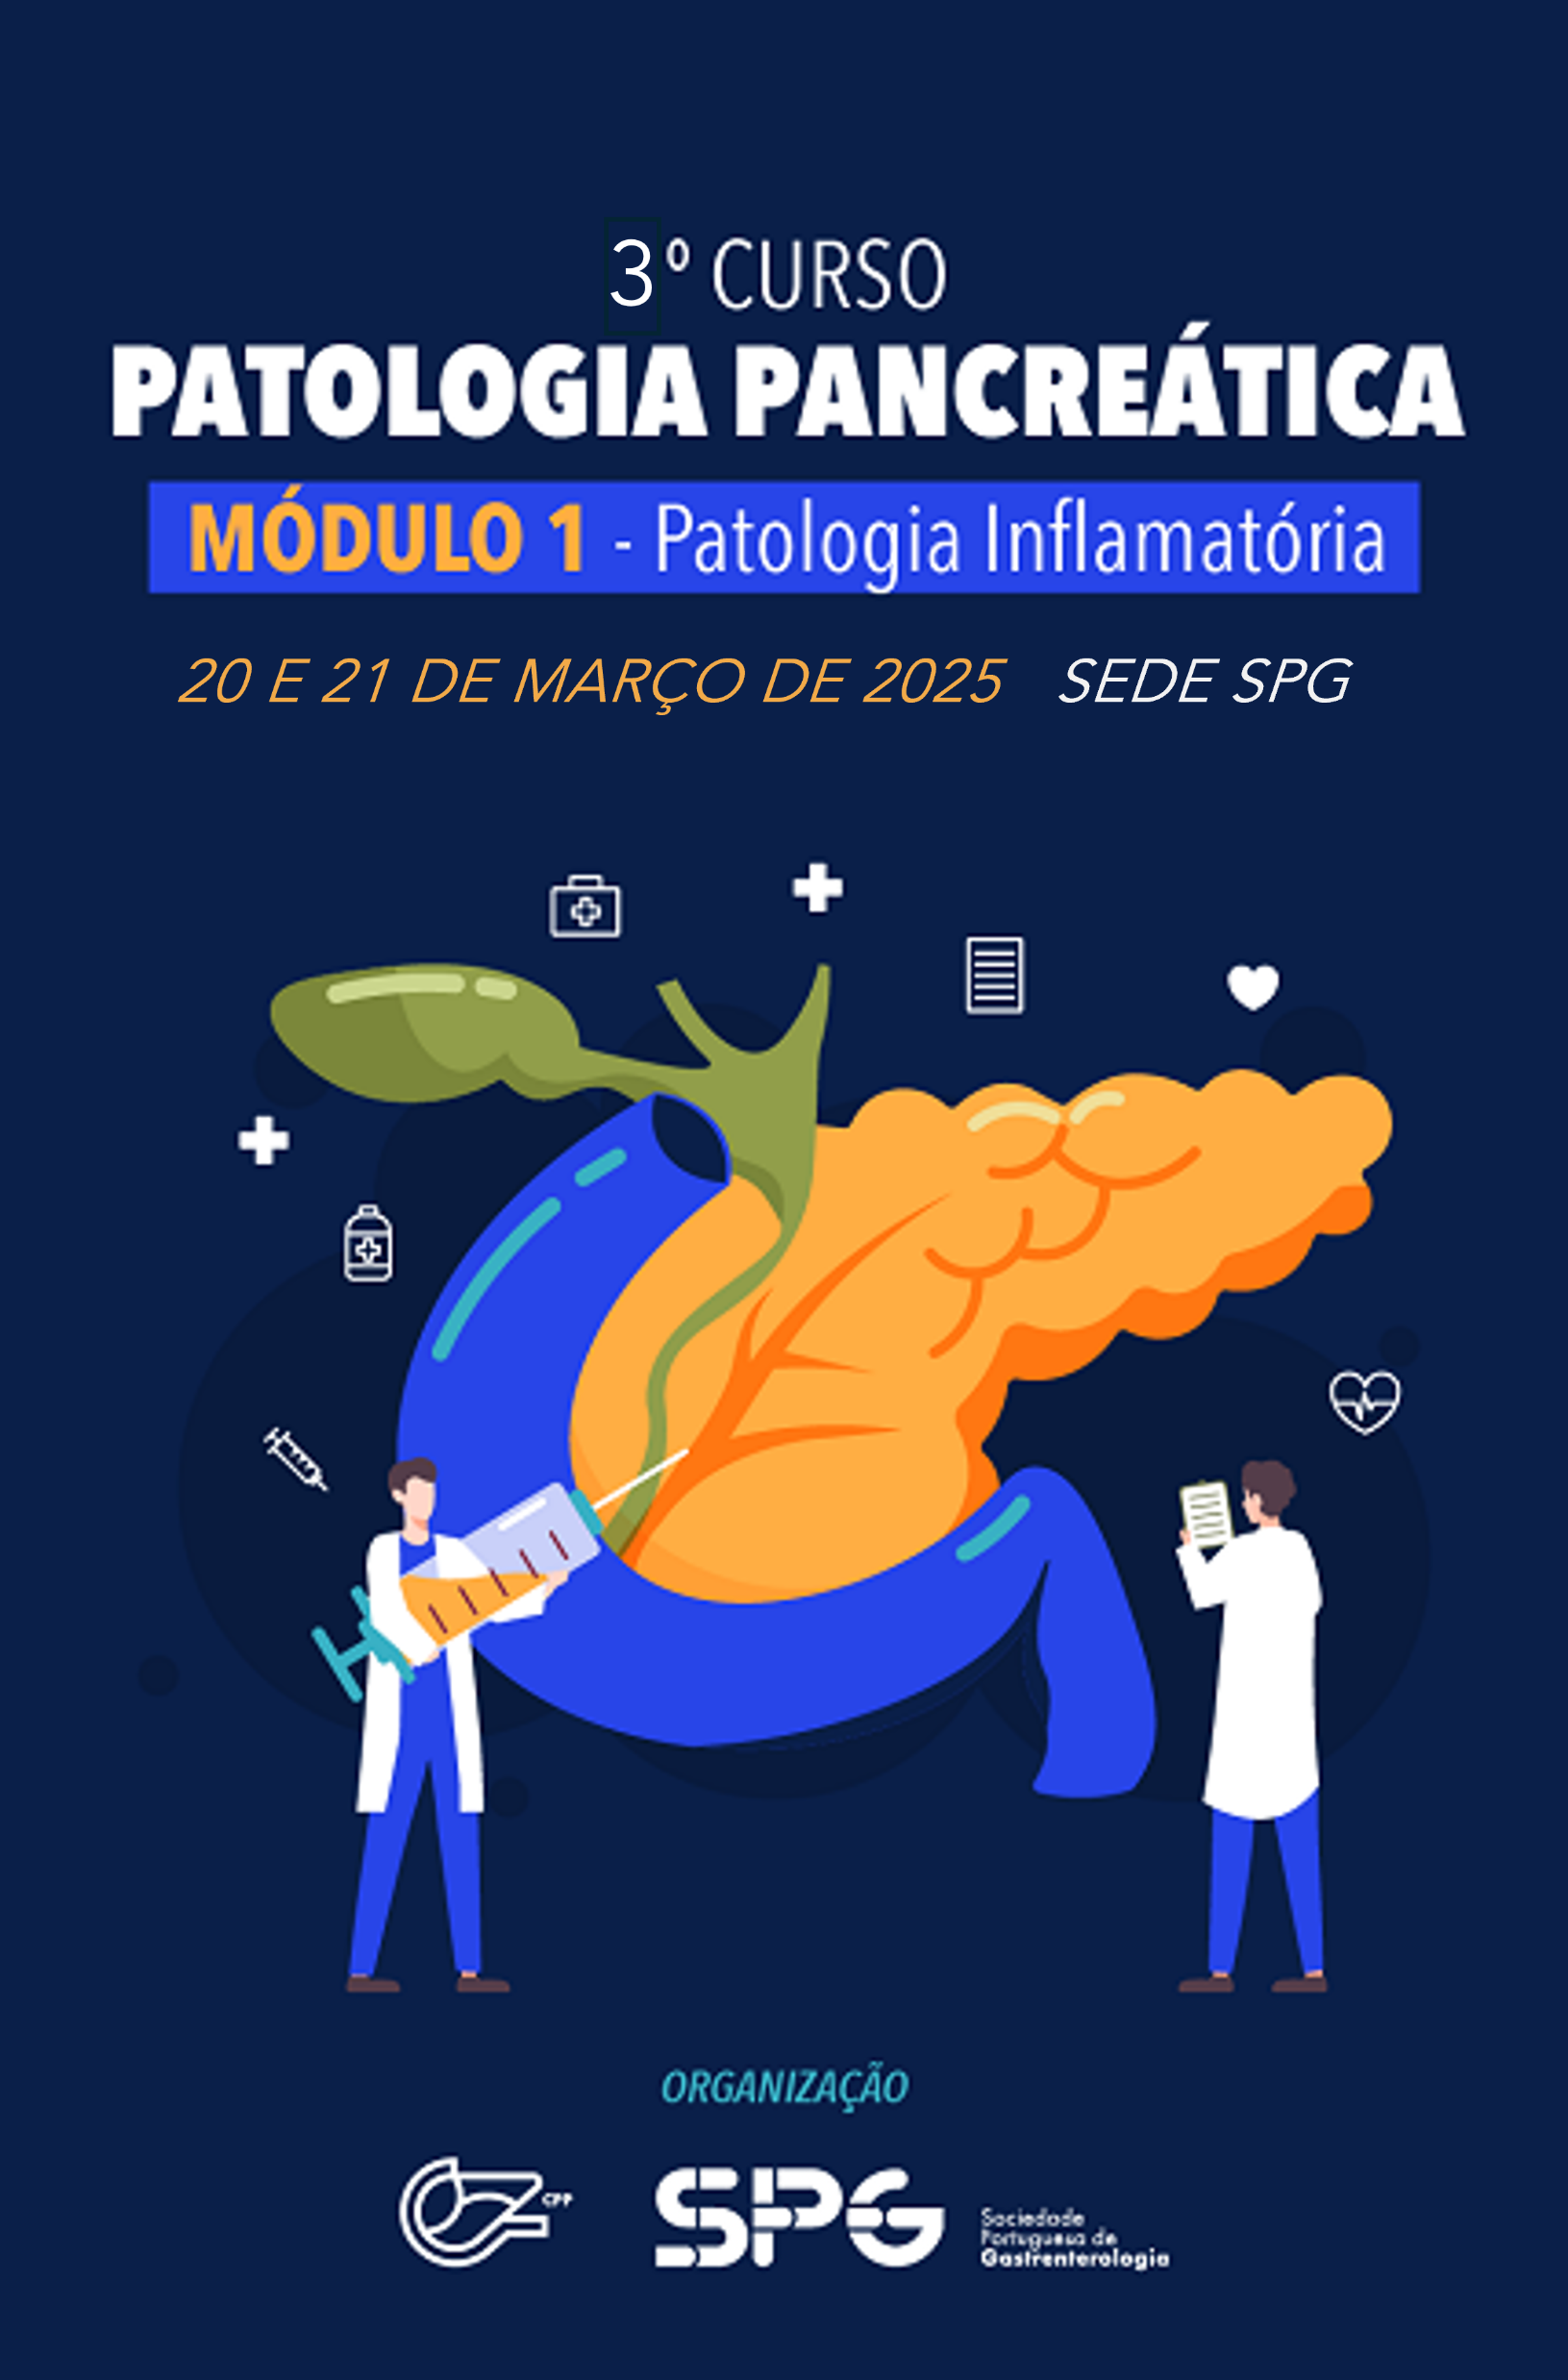 3º CURSO
PATOLOGIA PANCREÁTICA
MÓDULO 1 - Patologia Inflamatória
20 E 21 DE MARÇO DE 2025 SEDE SPG
ORGANIZAÇÃO
CPP
SPG
Sociedade
Portuguesa de
Gastrenterologia